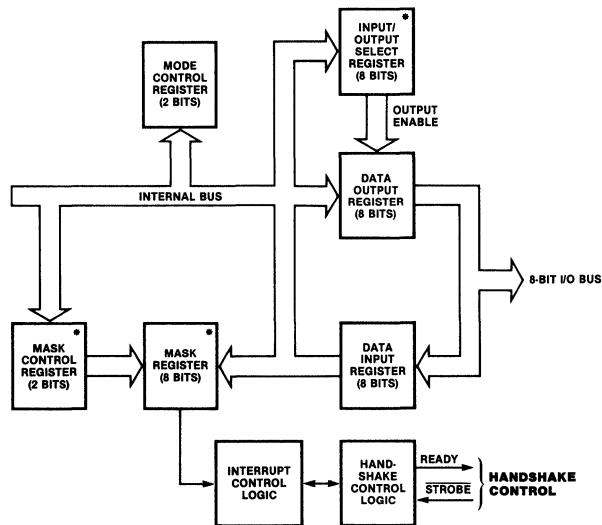 *
INPUT/
OUTPUT
SELECT
REGISTER
(8 BITS)
MODE
CONTROL
REGISTER
(2 BITS)
OUTPUT
ENABLE
INTERNAL BUS
DATA
OUTPUT
REGISTER
(8 BITS)
8-BIT I/O BUS
*
MASK
CONTROL
REGISTER
(2 BITS)
*
MASK
REGISTER
(8 BITS)
DATA
INPUT
REGISTER
(8 BITS)
INTERRUPT
CONTROL
LOGIC
HAND-
SHAKE
CONTROL
LOGIC
READY
STROBE
HANDSHAKE
CONTROL